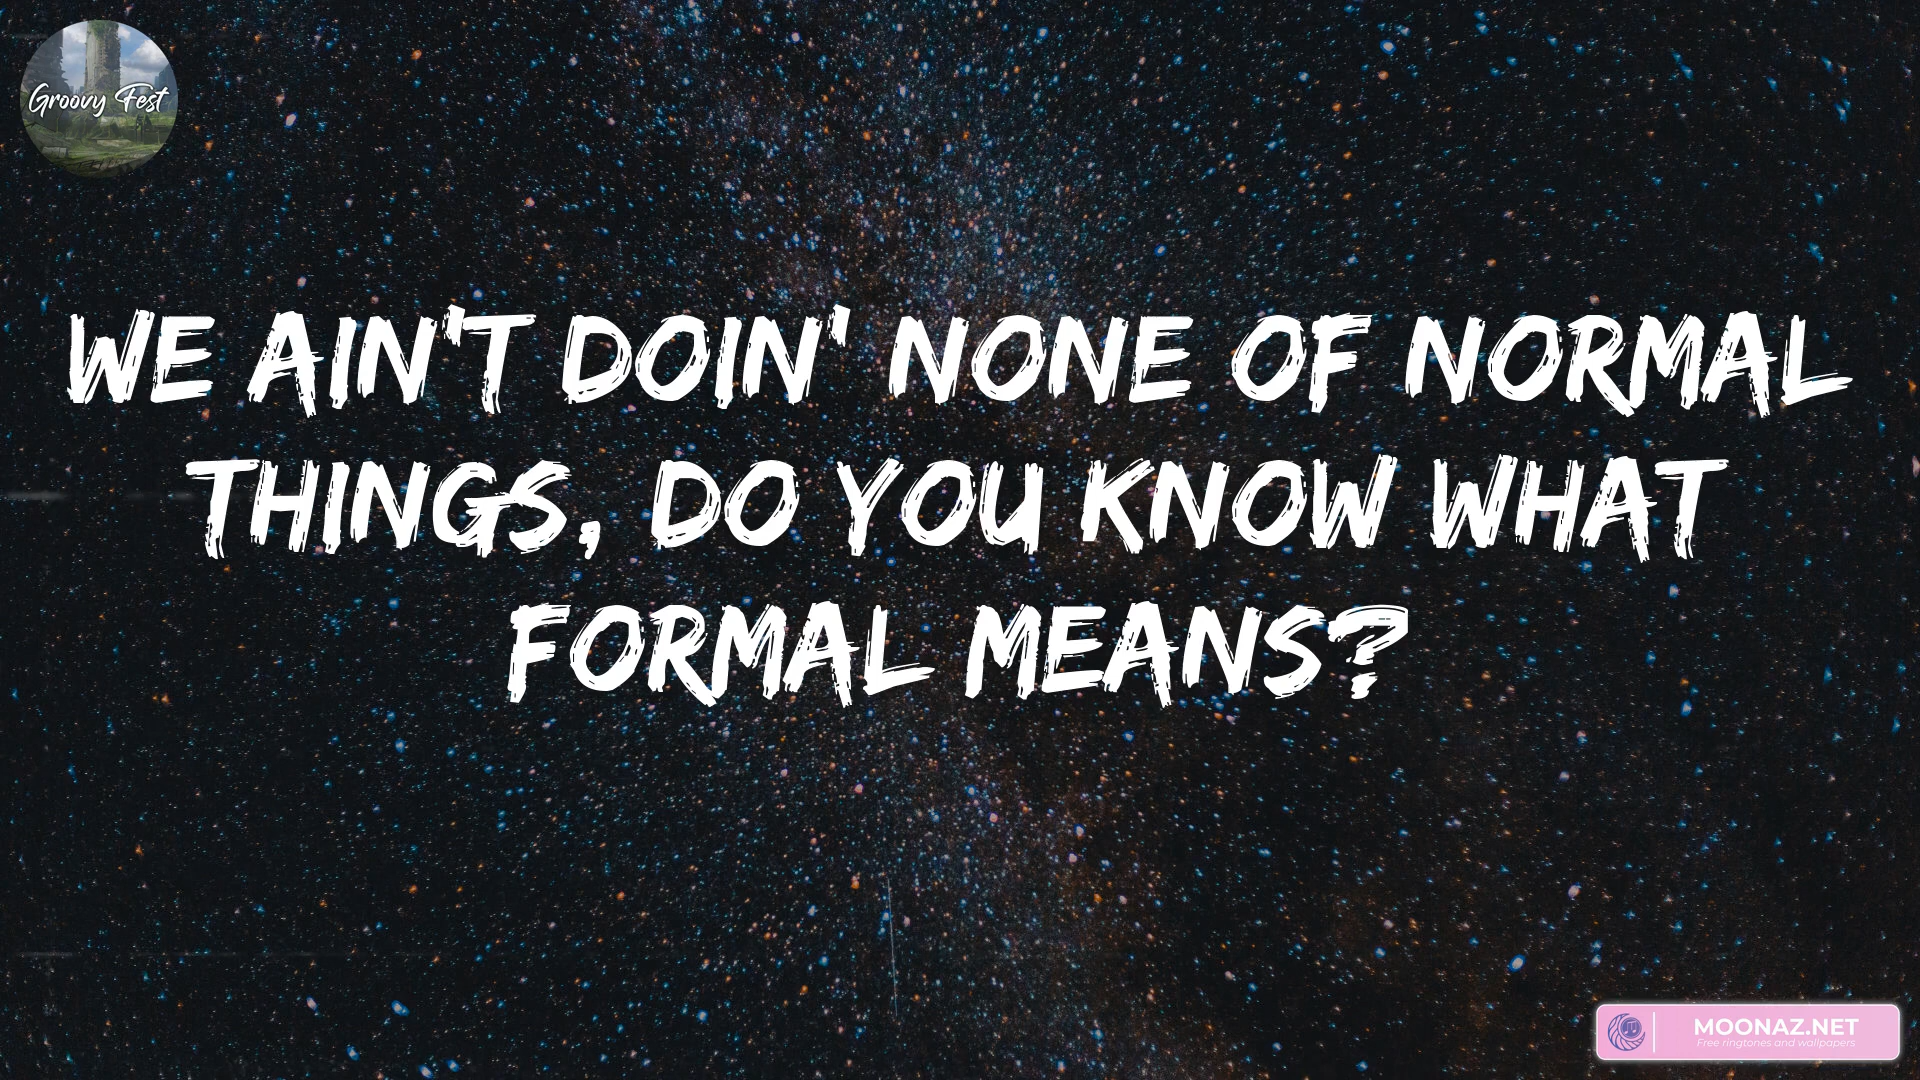 Groovy Fest
WE AIN'T DOIN' NONE OF NORMAL
THINGS, DO YOU KNOW WHAT
FORMAL MEANS?
MOONAZ.NET
Free ringtones and wallpapers